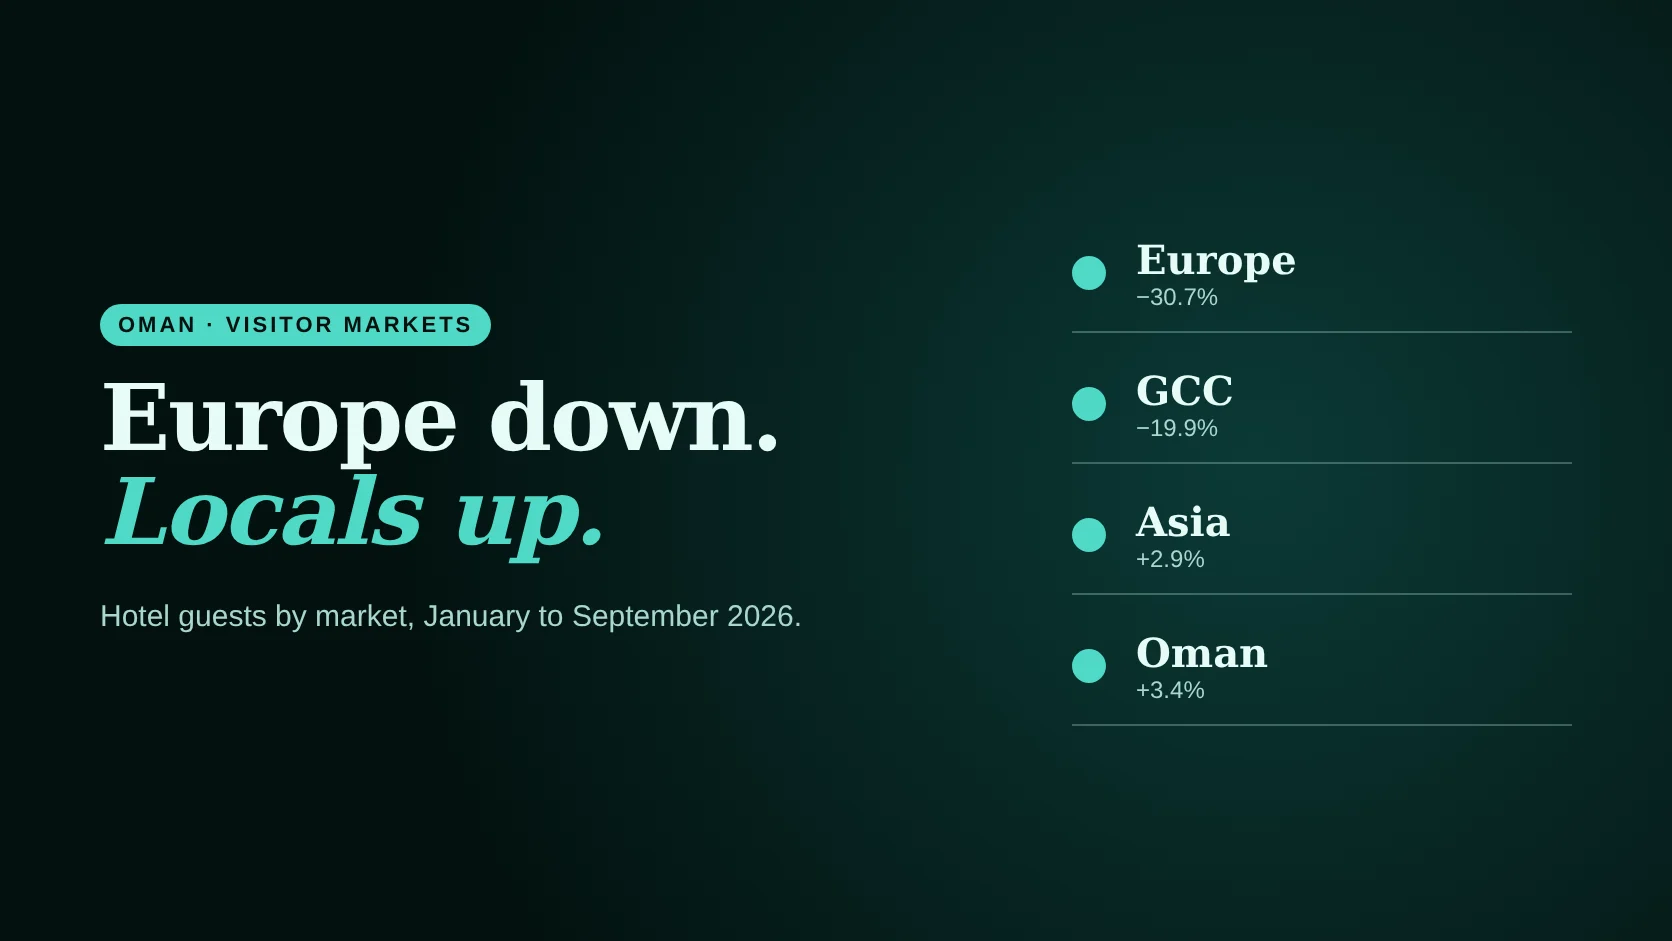 OMAN · VISITOR MARKETS
Europe down.
Locals up.
Hotel guests by market, January to September 2026.
Europe
−30.7%
GCC
−19.9%
Asia
+2.9%
Oman
+3.4%